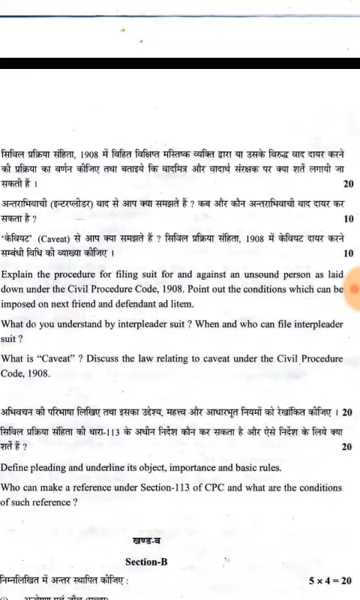 सिविल प्रक्रिया संहिता, 1908 में विहित विक्षिप्त मस्तिष्क व्यक्ति द्वारा या उसके विरुद्ध वाद दायर करने
की प्रक्रिया का वर्णन कीजिए तथा बताइये कि वादमित्र और वादार्थ संरक्षक पर क्या शर्तें लगायी जा
सकती हैं । 20
अन्तराभिवाची (इन्टरप्लीडर) वाद से आप क्या समझते हैं ? कब और कौन अन्तराभिवाची वाद दायर कर
सकता है ? 10
'केवियट' (Caveat) से आप क्या समझते हैं ? सिविल प्रक्रिया संहिता, 1908 में केवियट दायर करने
सम्बंधी विधि की व्याख्या कीजिए । 10
Explain the procedure for filing suit for and against an unsound person as laid
down under the Civil Procedure Code, 1908. Point out the conditions which can be
imposed on next friend and defendant ad litem.
What do you understand by interpleader suit ? When and who can file interpleader
suit ?
What is “Caveat” ? Discuss the law relating to caveat under the Civil Procedure
Code, 1908.
अभिवचन की परिभाषा लिखिए तथा इसका उद्देश्य, महत्त्व और आधारभूत नियमों को रेखांकित कीजिए । 20
सिविल प्रक्रिया संहिता की धारा-113 के अधीन निर्देश कौन कर सकता है और ऐसे निर्देश के लिये क्या
शर्तें हैं ? 20
Define pleading and underline its object, importance and basic rules.
Who can make a reference under Section-113 of CPC and what are the conditions
of such reference ?
खण्ड-ब
Section-B
निम्नलिखित में अन्तर स्थापित कीजिए : 5 x 4 = 20